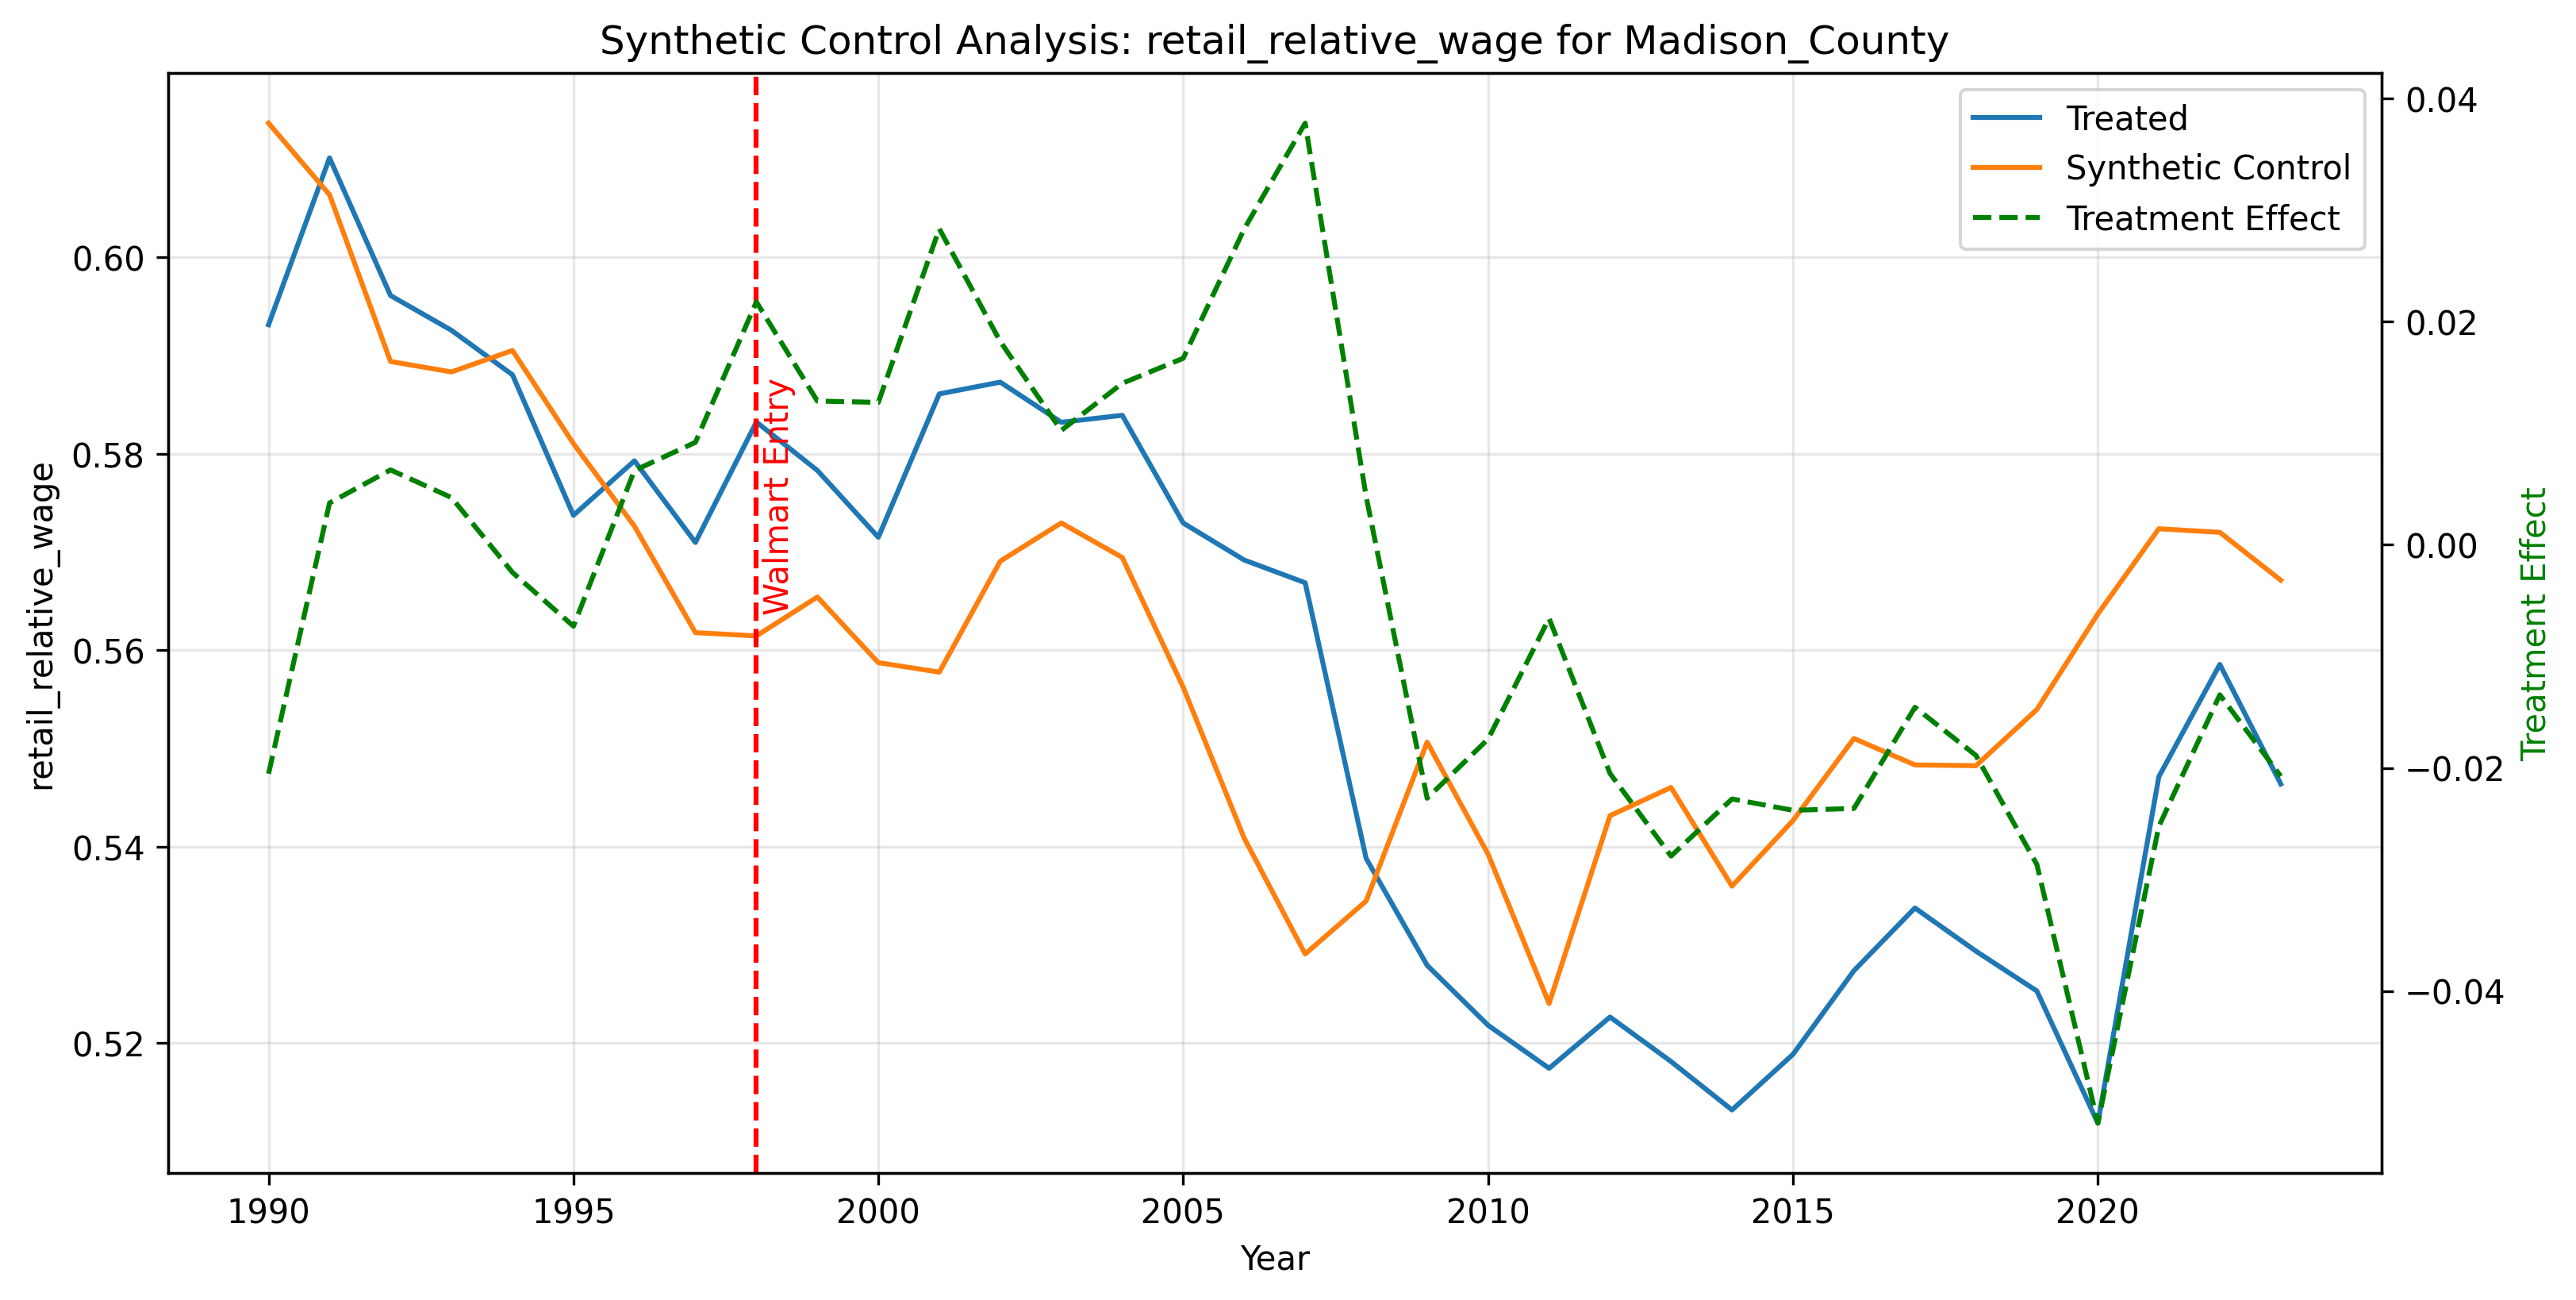 Synthetic Control Analysis: retail_relative_wage for Madison_County
Treated
Synthetic Control
Treatment Effect
retail_relative_wage
0.60
0.58
0.56
0.54
0.52
Walmart Entry
0.04
0.02
0.00
−0.02
−0.04
Treatment Effect
1990
1995
2000
2005
2010
2015
2020
Year